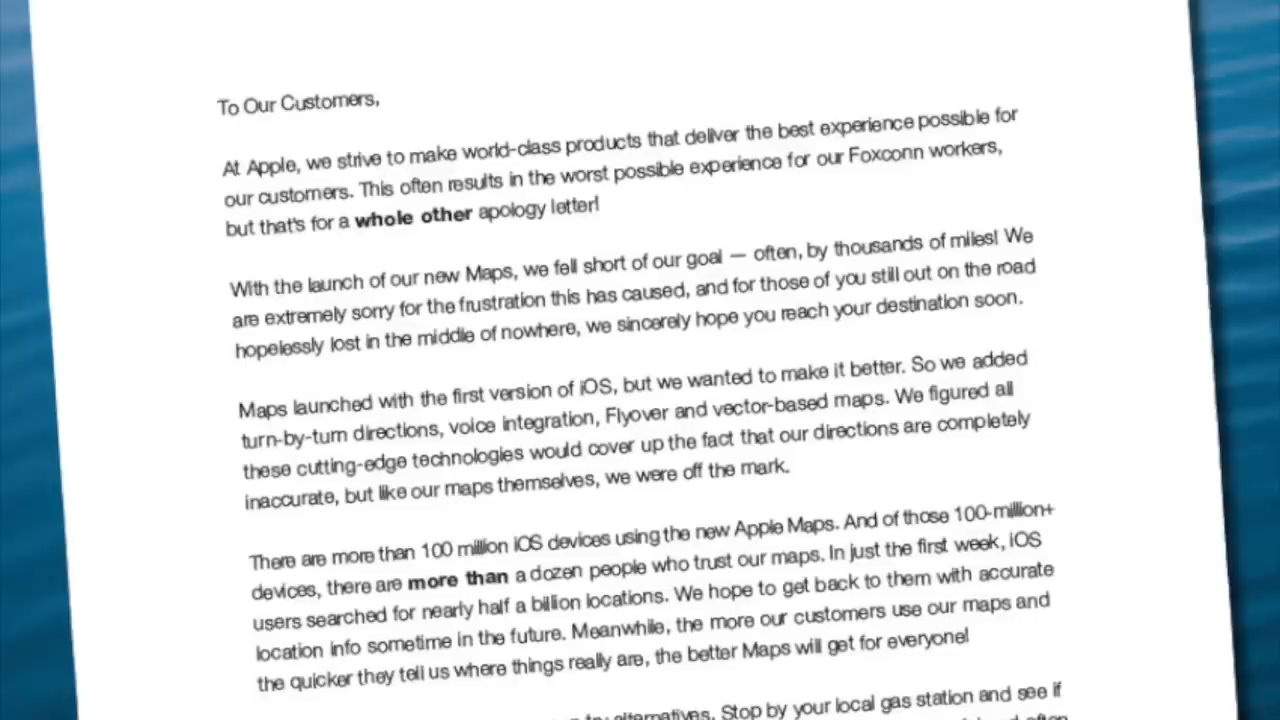 To Our Customers,
At Apple, we strive to make world-class products that deliver the best experience possible for
our customers. This often results in the worst possible experience for our Foxconn workers,
but that's for a whole other apology letter!
With the launch of our new Maps, we fell short of our goal — often, by thousands of miles! We
are extremely sorry for the frustration this has caused, and for those of you still out on the road
hopelessly lost in the middle of nowhere, we sincerely hope you reach your destination soon.
Maps launched with the first version of iOS, but we wanted to make it better. So we added
turn-by-turn directions, voice integration, Flyover and vector-based maps. We figured all
these cutting-edge technologies would cover up the fact that our directions are completely
inaccurate, but like our maps themselves, we were off the mark.
There are more than 100 million iOS devices using the new Apple Maps. And of those 100-million+
devices, there are more than a dozen people who trust our maps. In just the first week, iOS
users searched for nearly half a billion locations. We hope to get back to them with accurate
location info sometime in the future. Meanwhile, the more our customers use our maps and
the quicker they tell us where things really are, the better Maps will get for everyone!
alternatives. Stop by your local gas station and see if
often